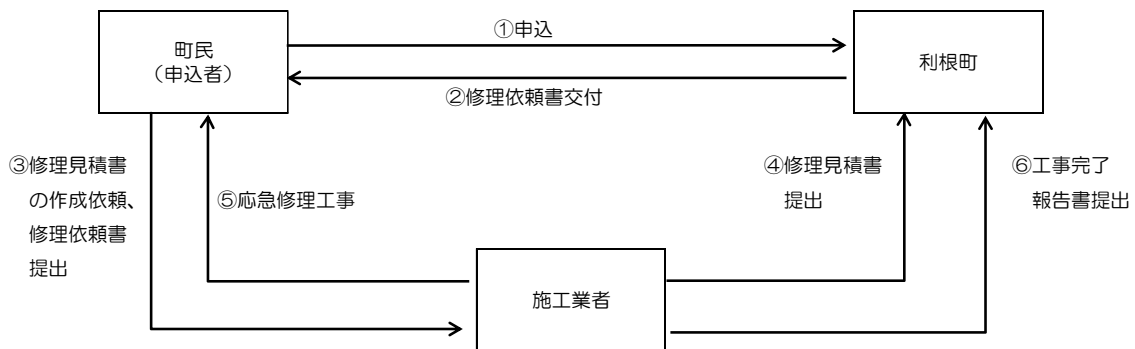 ①申込
町民
（申込者）
利根町
②修理依頼書交付
③修理見積書
の作成依頼、
修理依頼書
提出
⑤応急修理工事
④修理見積書
提出
⑥工事完了
報告書提出
施工業者